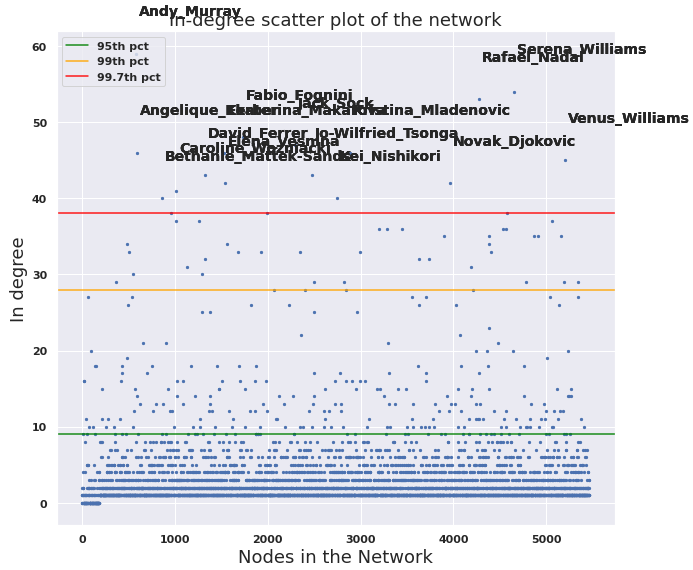 Andy_Murray
In-degree scatter plot of the network
95th pct
99th pct
99.7th pct
Serena_Williams
Rafael_Nadal
Fabio_Fognini
Jack_Sock
Angelique_Kerber
Ekaterina_Makarova
Kristina_Mladenovic
Venus_Williams
David_Ferrer
Jo-Wilfried_Tsonga
Elena_Vesnina
Novak_Djokovic
Caroline_Wozniacki
Bethanie_Mattek-Sands
Kei_Nishikori
In degree
60
50
40
30
20
10
0
0 1000 2000 3000 4000 5000
Nodes in the Network